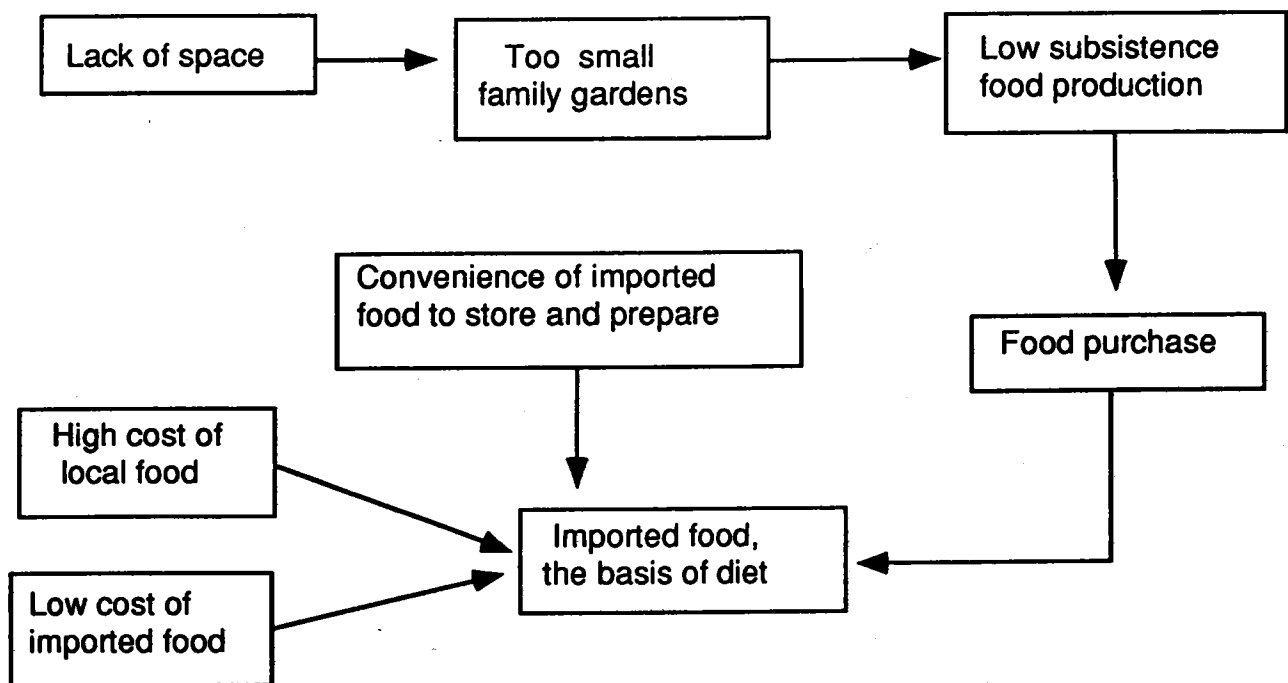 Lack of space
Too small
family gardens
Low subsistence
food production
Convenience of imported
food to store and prepare
Food purchase
High cost of
local food
Imported food,
the basis of diet
Low cost of
imported food